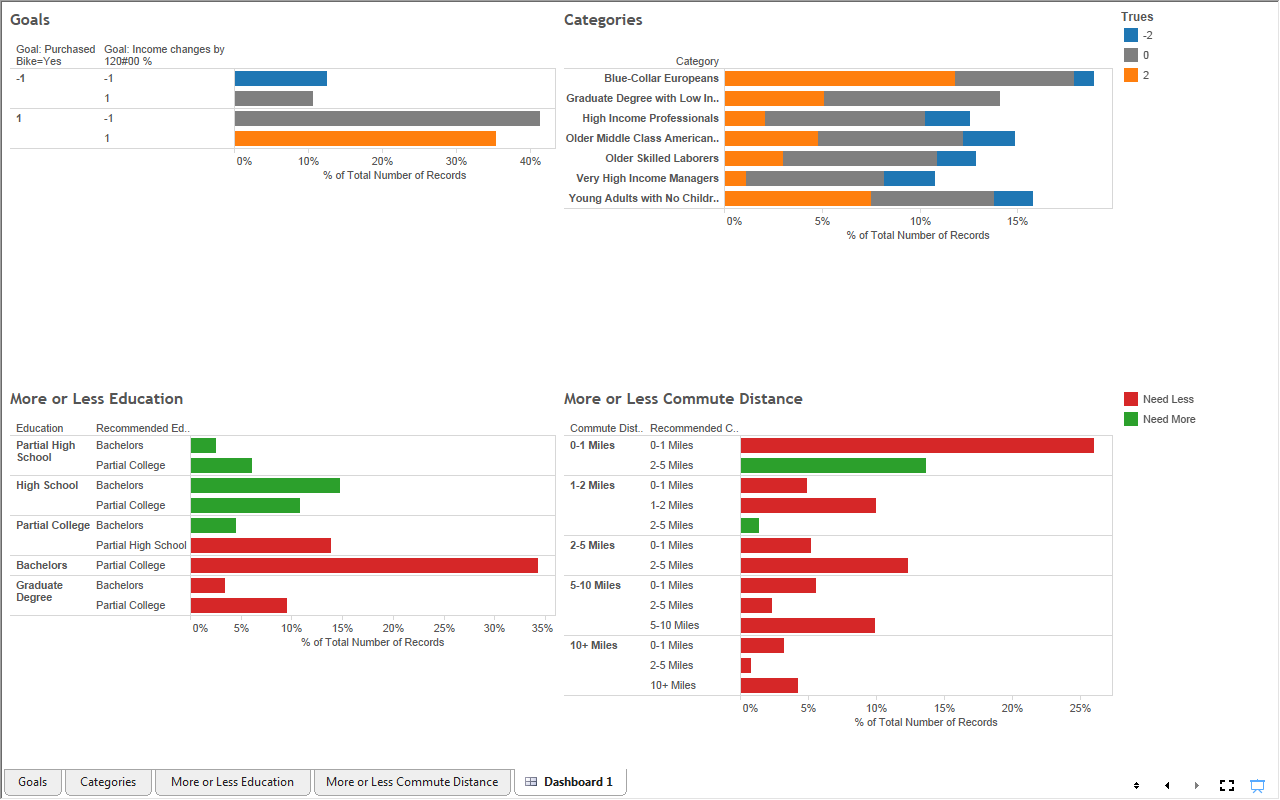 Goals
Goal: Purchased Goal: Income changes by
Bike=Yes 120#00 %
-1 -1
1
1 -1
1
0% 10% 20% 30% 40%
% of Total Number of Records
Categories
Category
Blue-Collar Europeans
Graduate Degree with Low In..
High Income Professionals
Older Middle Class American..
Older Skilled Laborers
Very High Income Managers
Young Adults with No Childr..
0% 5% 10% 15%
% of Total Number of Records
Trues
-2
0
2
More or Less Education
Education Recommended Ed..
Partial High Bachelors
School
Partial College
High School Bachelors
Partial College
Partial College Bachelors
Partial High School
Bachelors Partial College
Graduate Bachelors
Degree
Partial College
0% 5% 10% 15% 20% 25% 30% 35%
% of Total Number of Records
More or Less Commute Distance
Commute Dist.. Recommended C..
0-1 Miles 0-1 Miles
2-5 Miles
1-2 Miles 0-1 Miles
1-2 Miles
2-5 Miles
2-5 Miles 0-1 Miles
2-5 Miles
5-10 Miles 0-1 Miles
2-5 Miles
5-10 Miles
10+ Miles 0-1 Miles
2-5 Miles
10+ Miles
0% 5% 10% 15% 20% 25%
% of Total Number of Records
Need Less
Need More
Goals Categories More or Less Education More or Less Commute Distance Dashboard 1